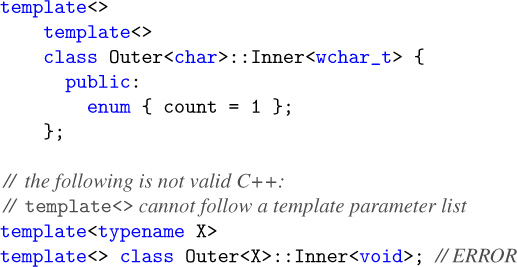 template<>
template<>
class Outer<char>::Inner<wchar_t> {
public:
enum { count = 1 };
};
// the following is not valid C++:
// template<> cannot follow a template parameter list
template<typename X>
template<> class Outer<X>::Inner<void>; // ERROR